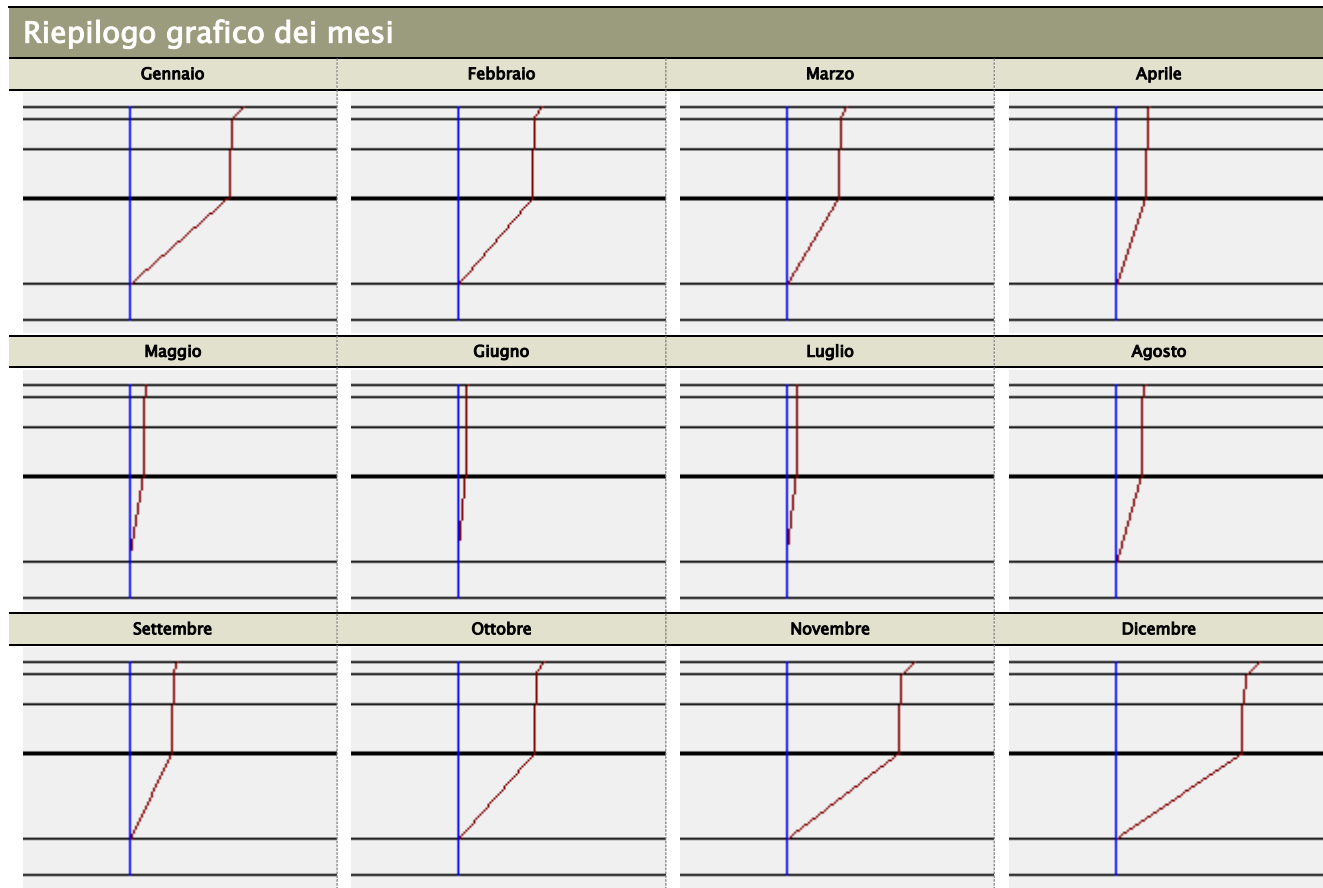 Riepilogo grafico dei mesi
Gennaio Febbraio Marzo Aprile
Maggio Giugno Luglio Agosto
Settembre Ottobre Novembre Dicembre